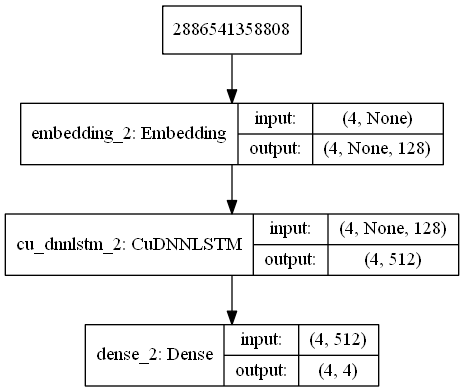 2886541358808
embedding_2: Embedding
input:
(4, None)
output:
(4, None, 128)
cu_dnnlstm_2: CuDNNLSTM
input:
(4, None, 128)
output:
(4, 512)
dense_2: Dense
input:
(4, 512)
output:
(4, 4)